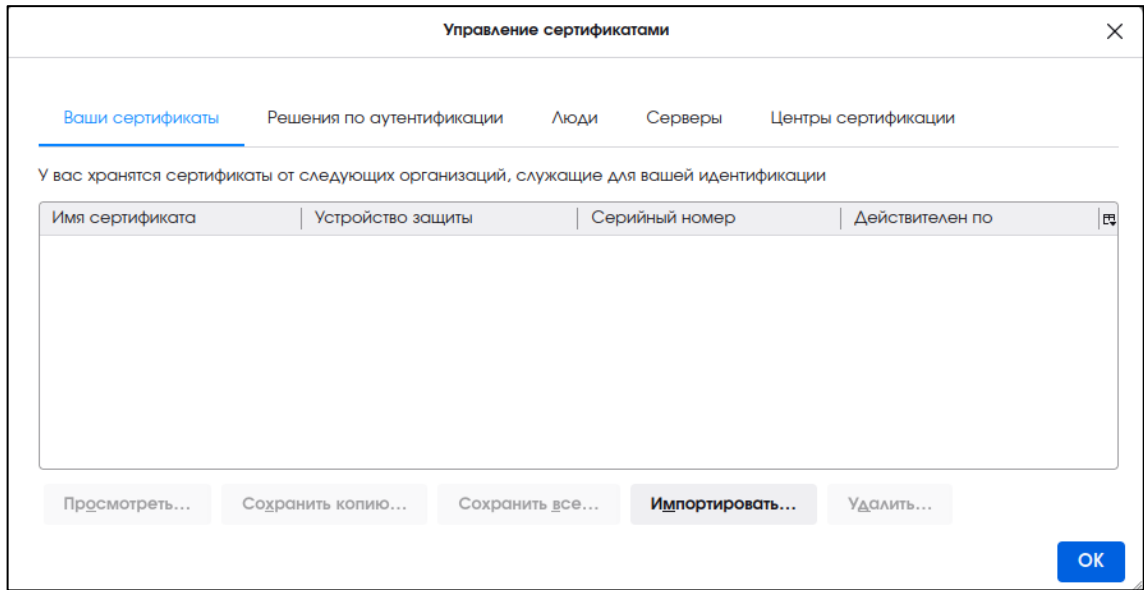 Управление сертификатами
Ваши сертификаты Решения по аутентификации Люди Серверы Центры сертификации
У вас хранятся сертификаты от следующих организаций, служащие для вашей идентификации
Имя сертификата Устройство защиты Серийный номер Действителен по
Просмотреть... Сохранить копию... Сохранить все... Импортировать... Удалить...
ОК